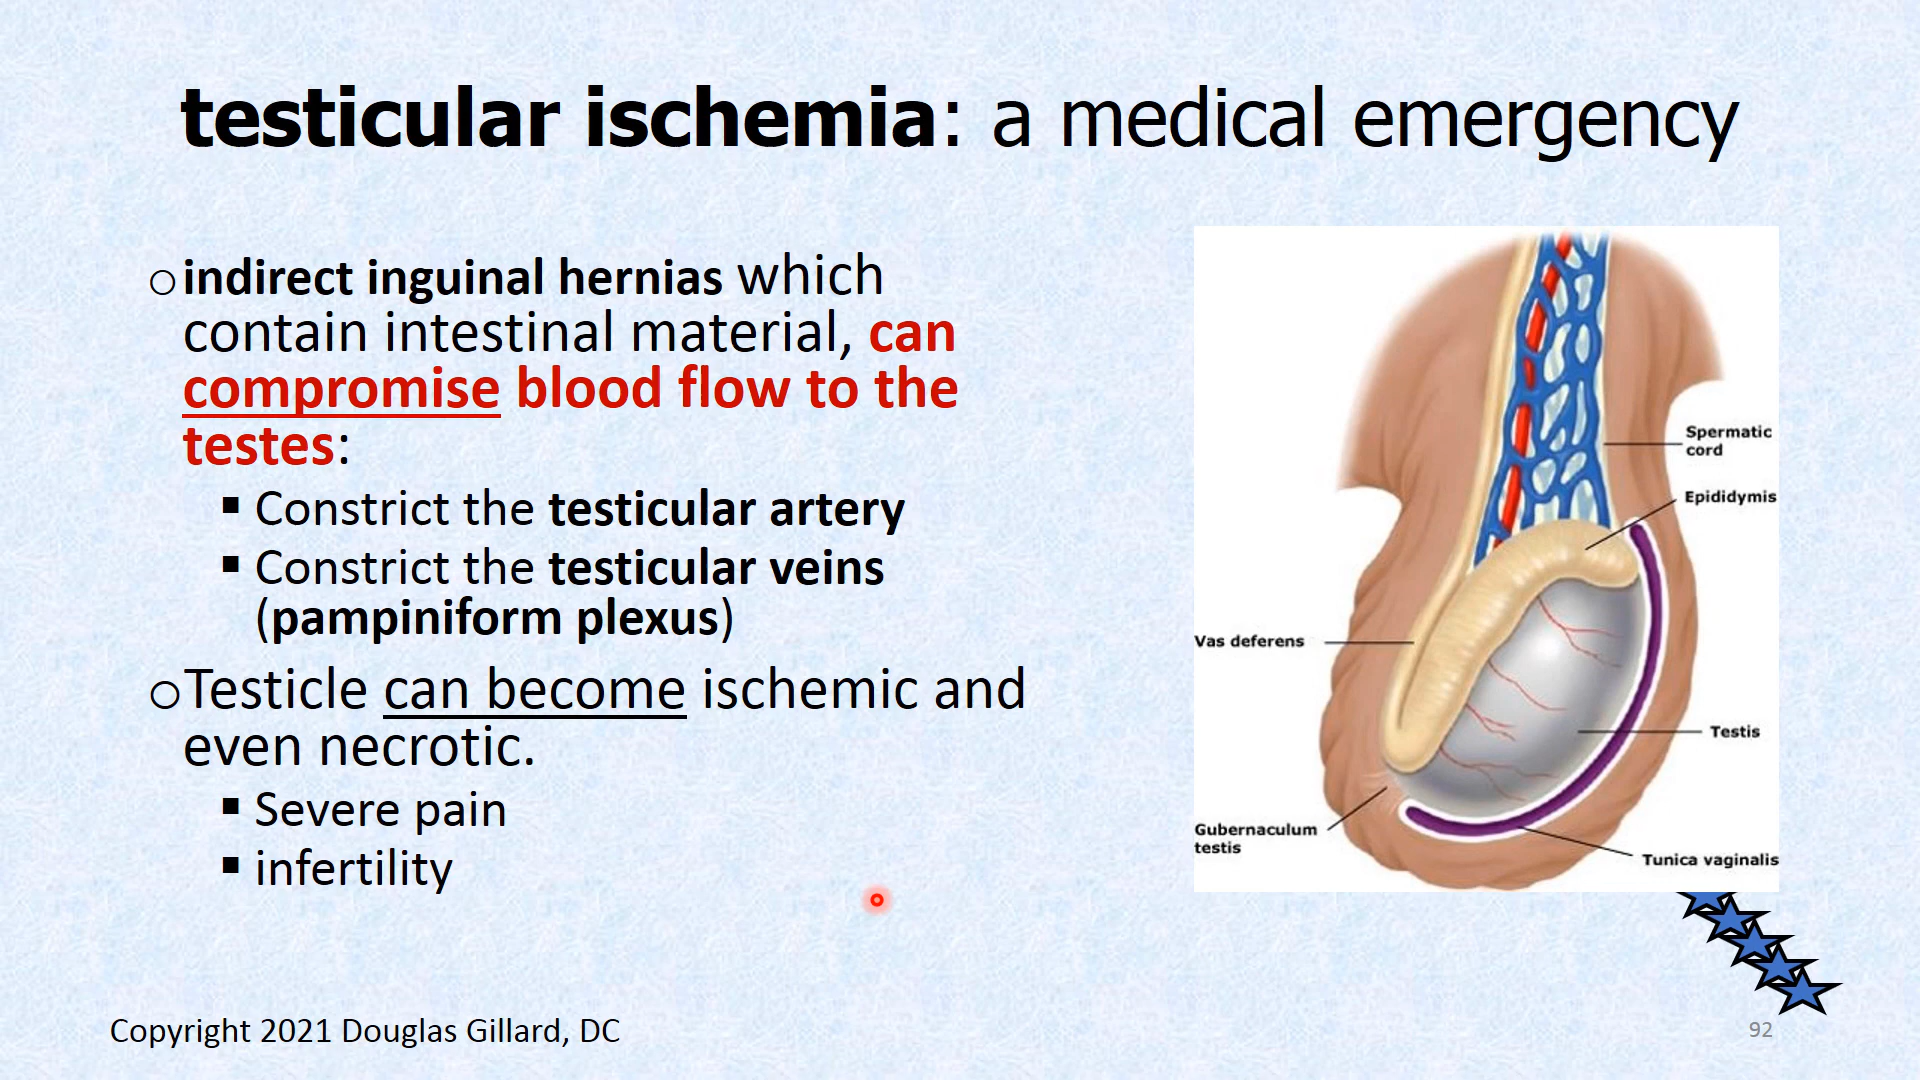 testicular ischemia: a medical emergency
indirect inguinal hernias which
contain intestinal material, can
compromise blood flow to the
testes:
Constrict the testicular artery
Constrict the testicular veins
(pampiniform plexus)
Testicle can become ischemic and
even necrotic.
Severe pain
infertility
Spermatic
cord
Epididymis
Vas deferens
Testis
Gubernaculum
testis
Tunica vaginalis
Copyright 2021 Douglas Gillard, DC
92